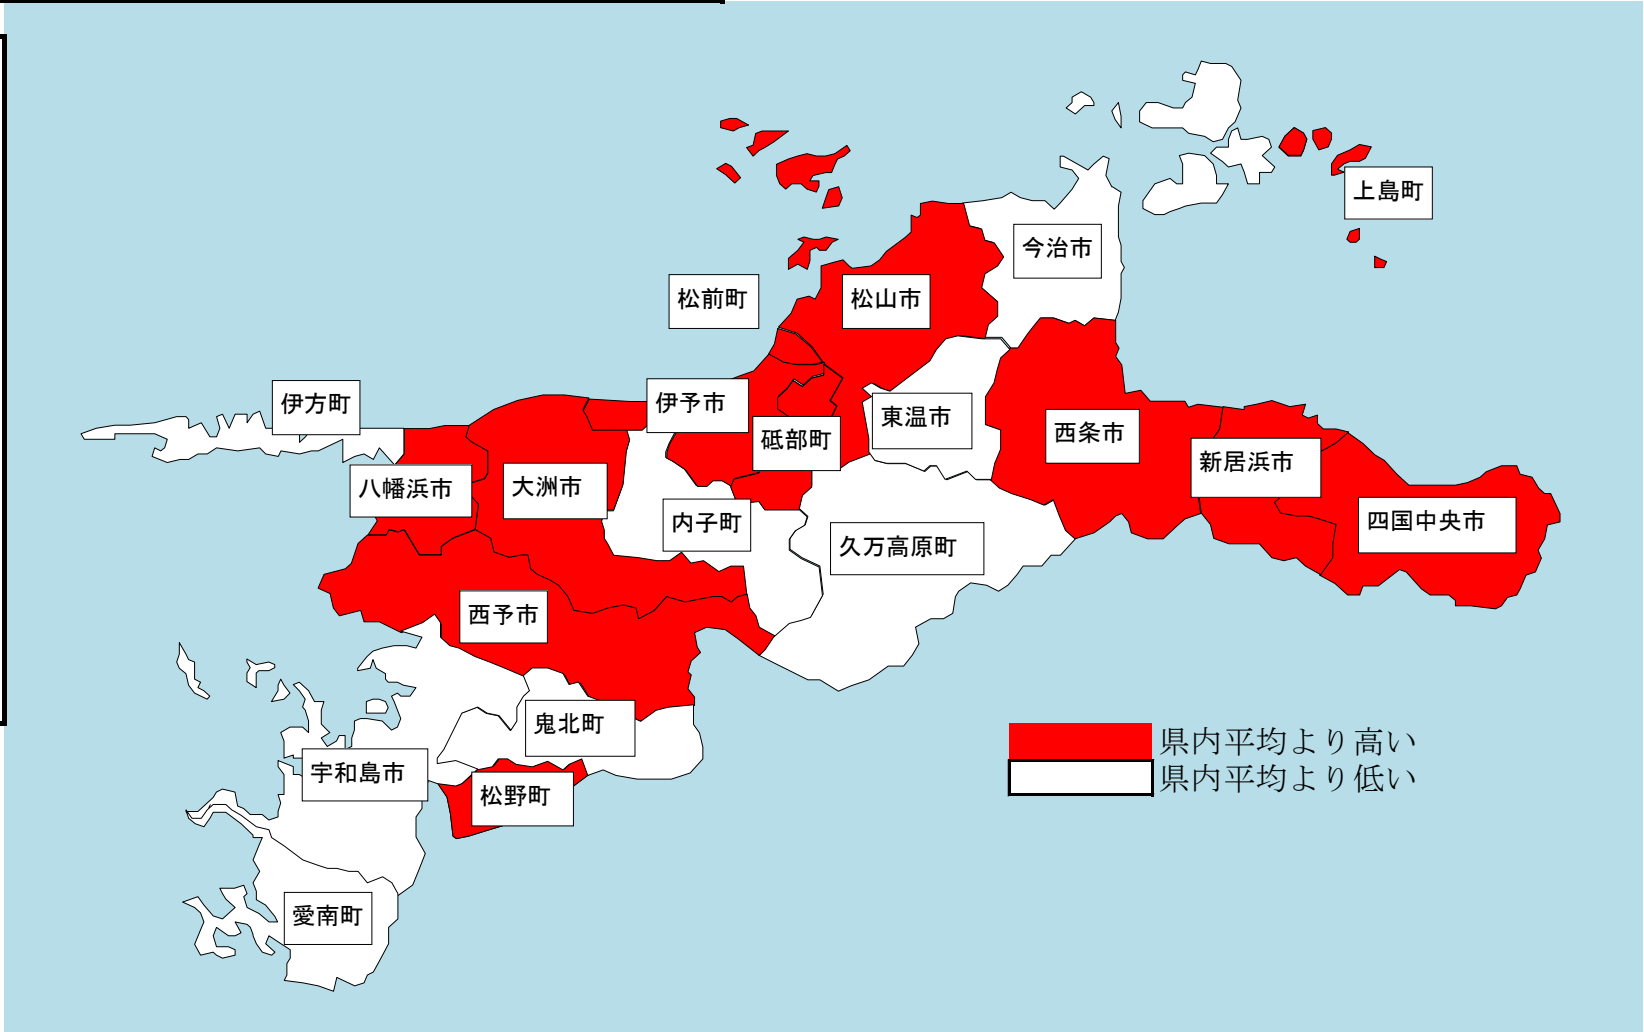 上島町
今治市
松前町
松山市
伊方町
伊予市
東温市
砥部町
西条市
新居浜市
八幡浜市
大洲市
内子町
四国中央市
久万高原町
西予市
鬼北町
宇和島市
松野町
愛南町
県内平均より高い
県内平均より低い